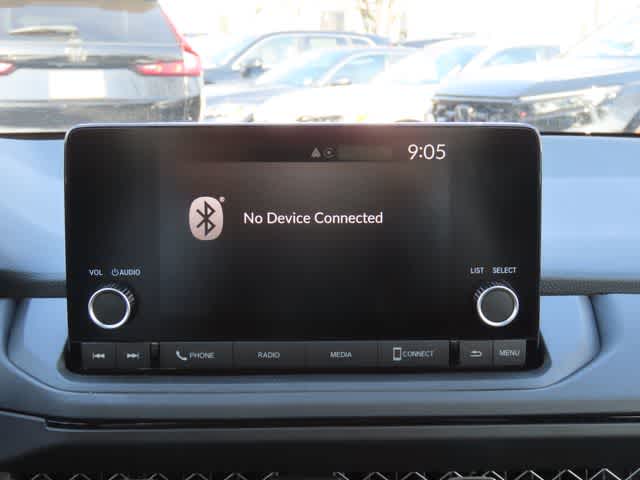 9:05
® No Device Connected
VOL AUDIO
LIST SELECT
PHONE RADIO MEDIA CONNECT MENU